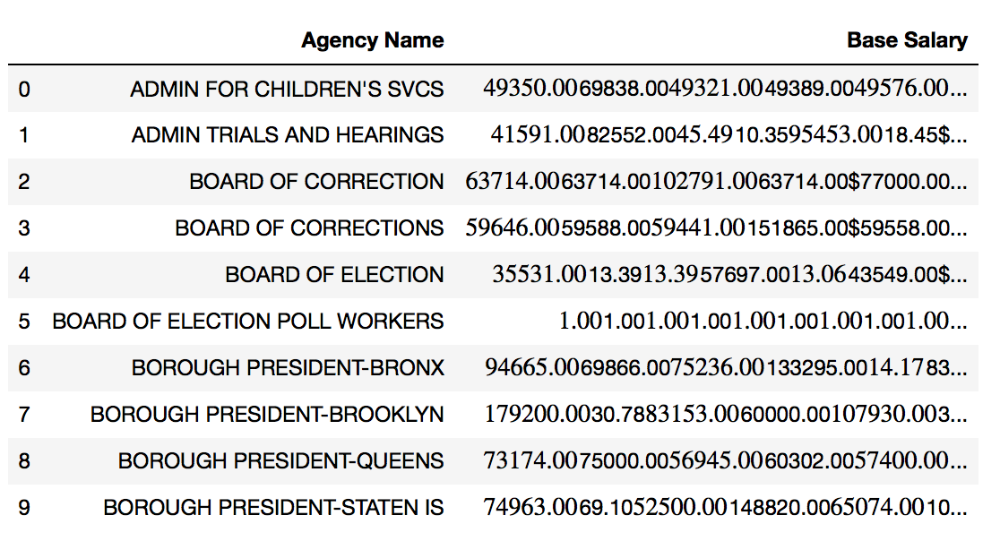 Agency Name Base Salary
0 ADMIN FOR CHILDREN'S SVCS 49350.0069838.0049321.0049389.0049576.00...
1 ADMIN TRIALS AND HEARINGS 41591.0082552.0045.4910.3595453.0018.45$...
2 BOARD OF CORRECTION 63714.0063714.00102791.0063714.00$77000.00...
3 BOARD OF CORRECTIONS 59646.0059588.0059441.00151865.00$59558.00...
4 BOARD OF ELECTION 35531.0013.3913.3957697.0013.0643549.00$...
5 BOARD OF ELECTION POLL WORKERS 1.001.001.001.001.001.001.001.001.00...
6 BOROUGH PRESIDENT-BRONX 94665.0069866.0075236.00133295.0014.1783...
7 BOROUGH PRESIDENT-BROOKLYN 179200.0030.7883153.0060000.00107930.003...
8 BOROUGH PRESIDENT-QUEENS 73174.0075000.0056945.0060302.0057400.00...
9 BOROUGH PRESIDENT-STATEN IS 74963.0069.1052500.00148820.0065074.0010...